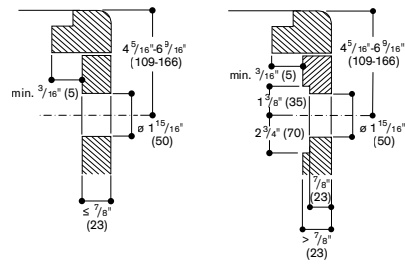 4 5/16"-6 9/16"
(109-166)
min. 3/16" (5)
ø 1 15/16"
(50)
≤ 7/8"
(23)
4 5/16"-6 9/16"
(109-166)
min. 3/16" (5)
1 3/8" (35)
2 3/4" (70)
ø 1 15/16"
(50)
7/8"
(23)
> 7/8"
(23)